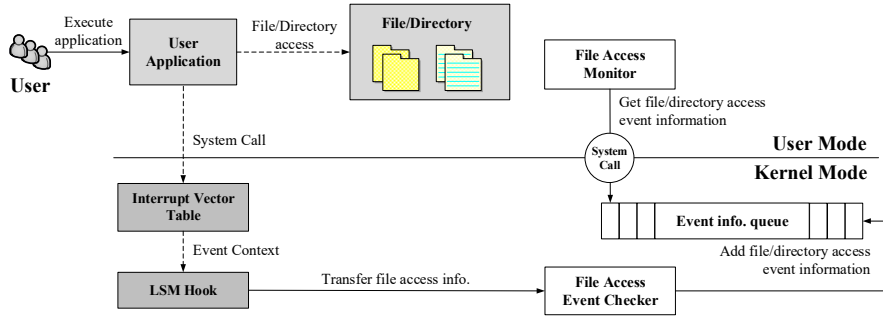 Execute
application
User
User
Application
File/Directory
access
File/Directory
File Access
Monitor
Get file/directory access
event information
System Call
System
Call
User Mode
Kernel Mode
Interrupt Vector
Table
Event info. queue
Event Context
Add file/directory access
event information
LSM Hook
Transfer file access info.
File Access
Event Checker